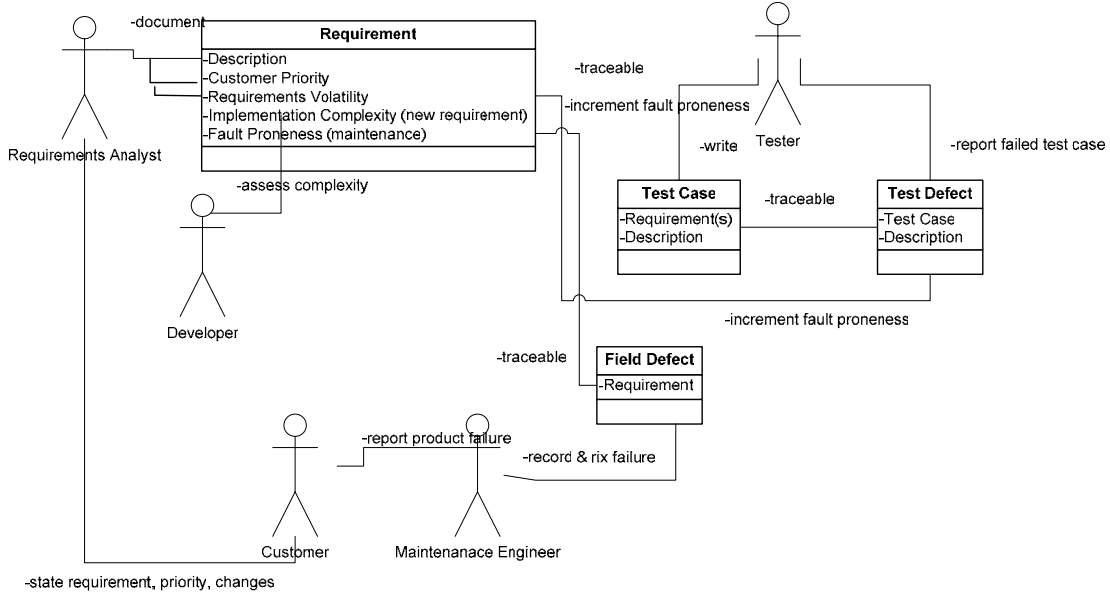 -document
Requirement
-Description
-Customer Priority
-Requirements Volatility
-Implementation Complexity (new requirement)
-Fault Proneness (maintenance)
-traceable
-increment fault proneness
Tester
Requirements Analyst
-write
-report failed test case
-assess complexity
Test Case
-Requirement(s)
-Description
-traceable
Test Defect
-Test Case
-Description
Developer
-increment fault proneness
-traceable
Field Defect
-Requirement
-report product failure
-record & rix failure
Customer
Maintenanace Engineer
-state requirement, priority, changes